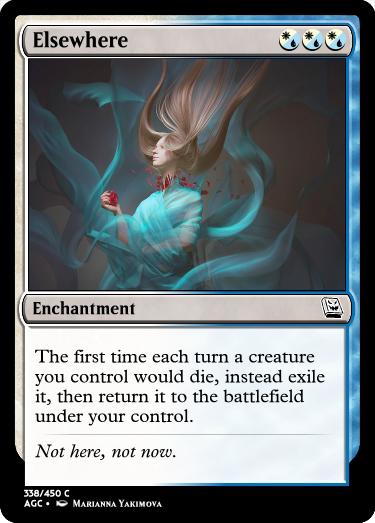 Elsewhere
Enchantment
The first time each turn a creature
you control would die, instead exile
it, then return it to the battlefield
under your control.
Not here, not now.
338/450 C
AGC • Marianna Yakimova